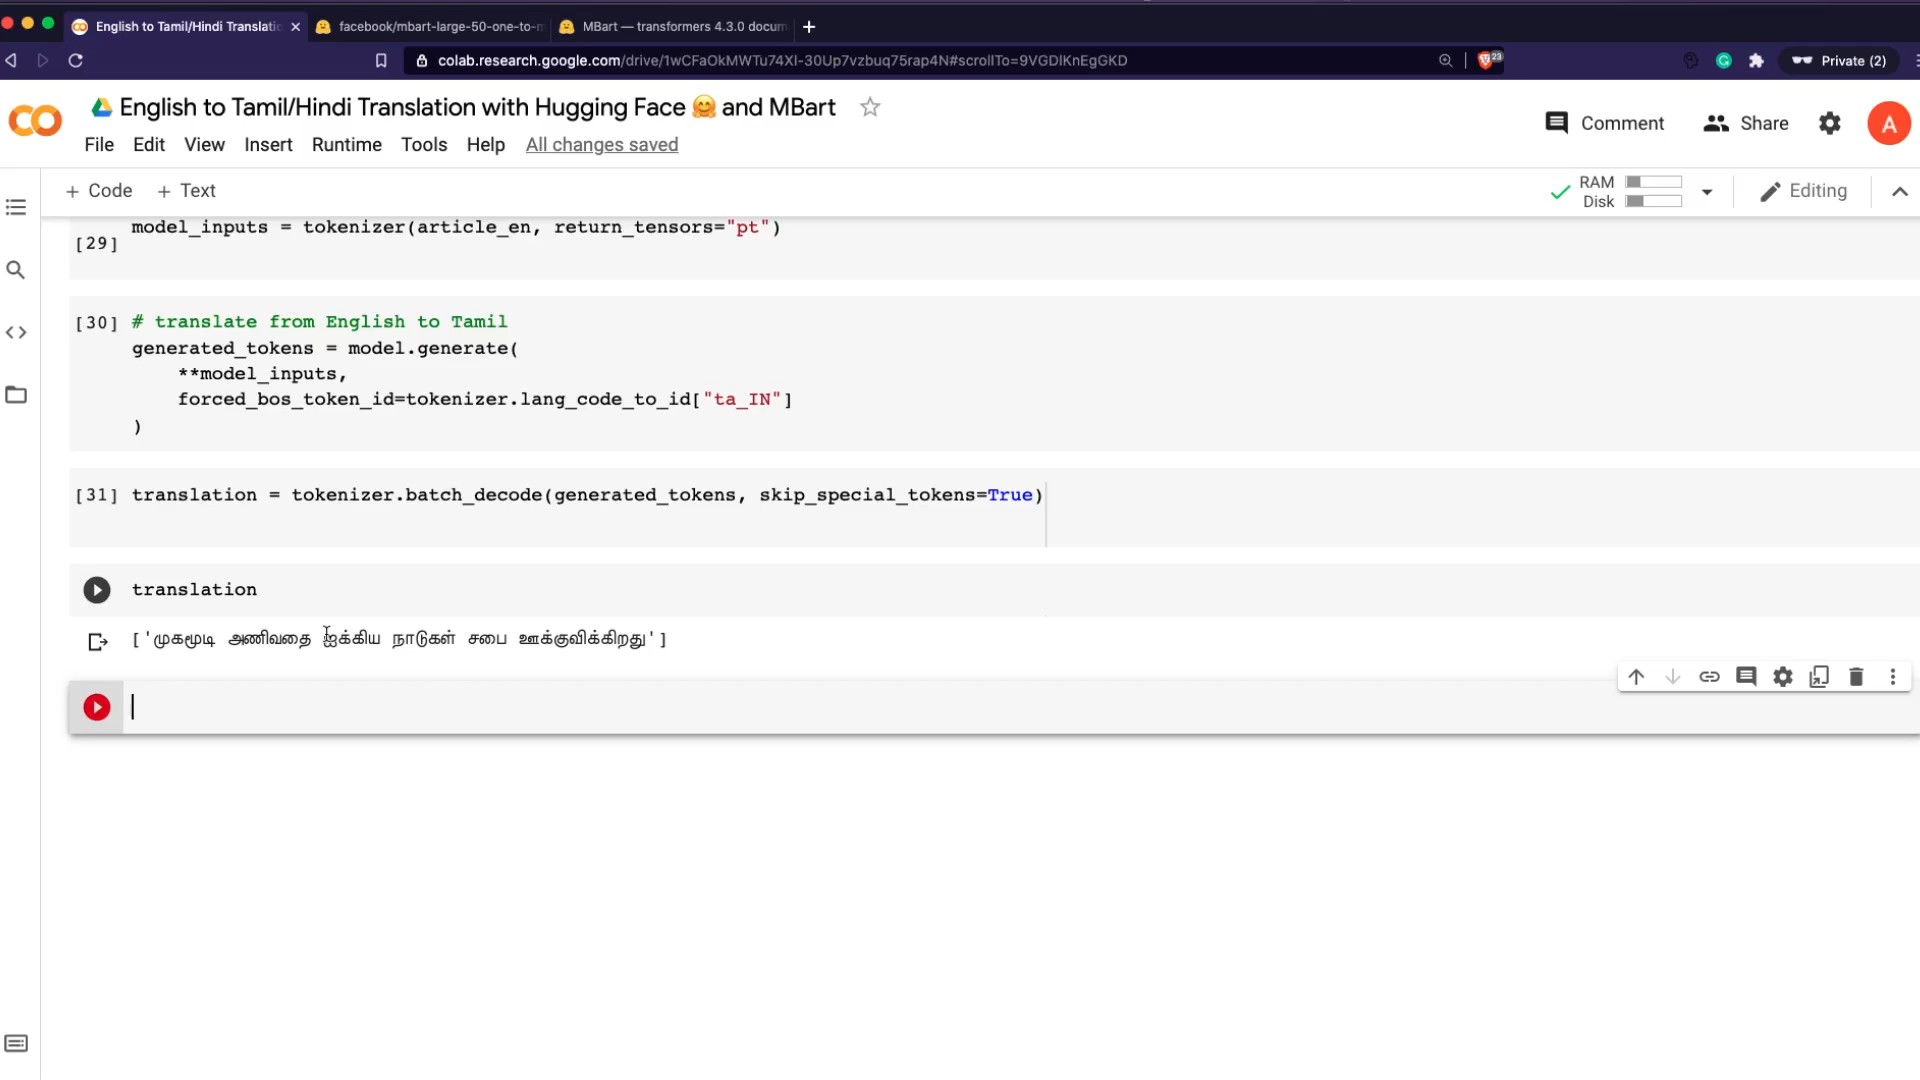 English to Tamil/Hindi Translatio
facebook/mbart-large-50-one-to-m
MBart — transformers 4.3.0 docum
colab.research.google.com/drive/1wCFaOkMWTu74Xl-30Up7vzbuq75rap4N#scrollTo=9VGDlKnEgGKD
23
Private (2)
English to Tamil/Hindi Translation with Hugging Face 🤗 and MBart
Comment
Share
A
File Edit View Insert Runtime Tools Help All changes saved
+ Code + Text
RAM
Disk
Editing
model_inputs = tokenizer(article_en, return_tensors="pt")
[29]
[30] # translate from English to Tamil
generated_tokens = model.generate(
**model_inputs,
forced_bos_token_id=tokenizer.lang_code_to_id["ta_IN"]
)
[31] translation = tokenizer.batch_decode(generated_tokens, skip_special_tokens=True)
translation
['முகமூடி அணிவதை ஐக்கிய நாடுகள் சபை ஊக்குவிக்கிறது']